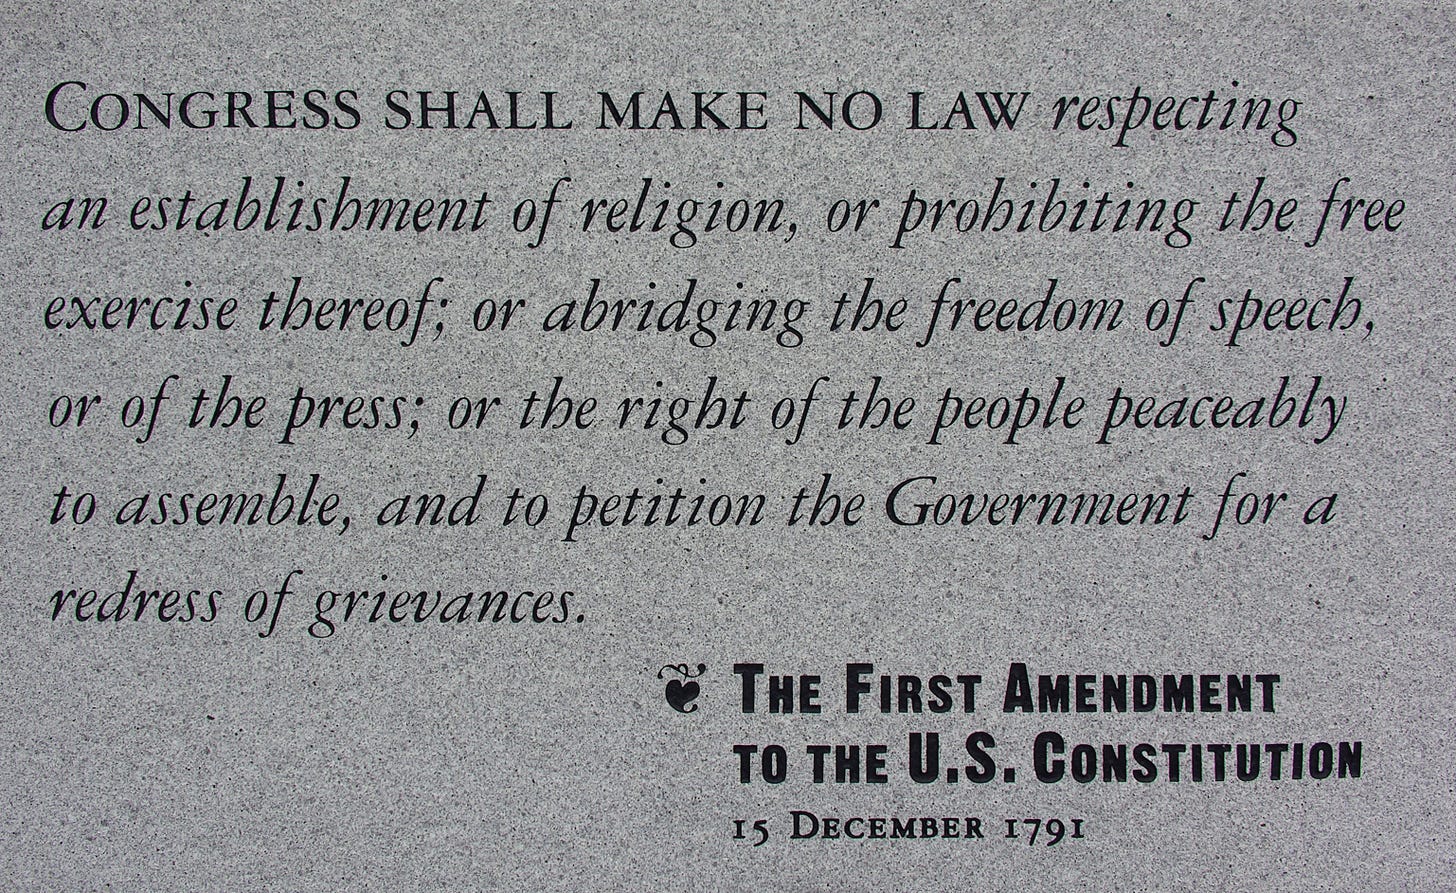 CONGRESS SHALL MAKE NO LAW respecting
an establishment of religion, or prohibiting the free
exercise thereof; or abridging the freedom of speech,
or of the press; or the right of the people peaceably
to assemble, and to petition the Government for a
redress of grievances.
❦ THE FIRST AMENDMENT
TO THE U.S. CONSTITUTION
15 DECEMBER 1791